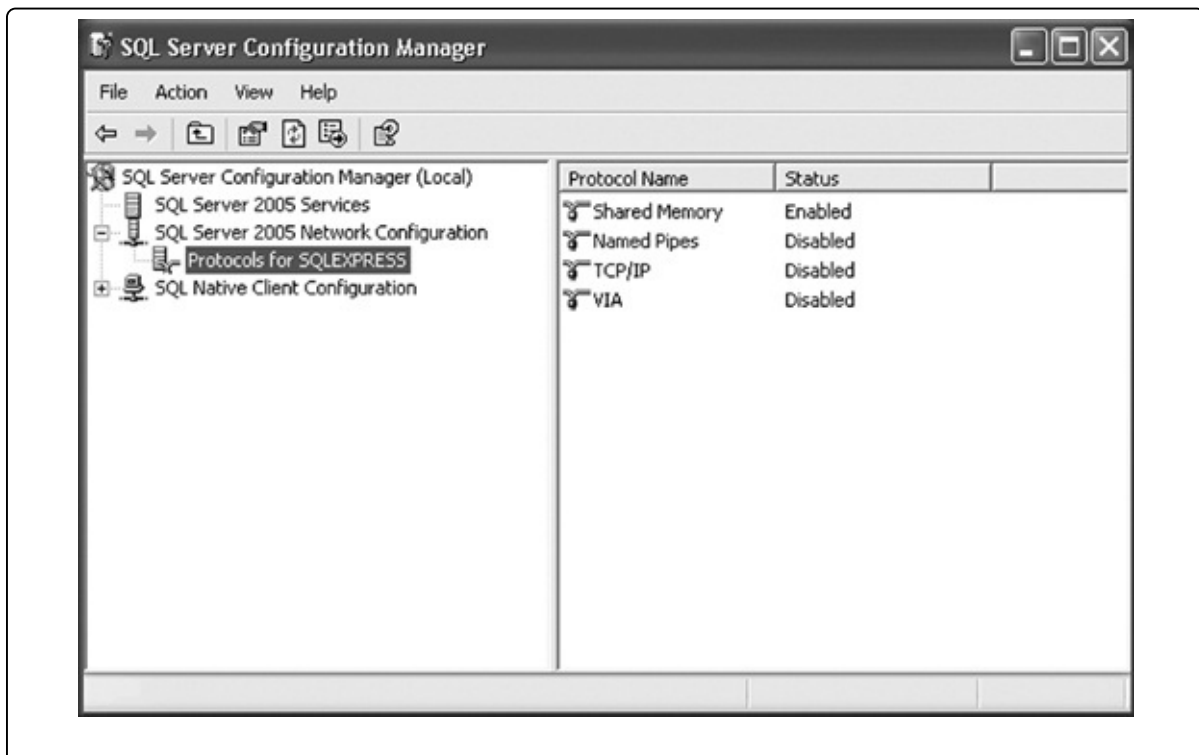 SQL Server Configuration Manager
File Action View Help
SQL Server Configuration Manager (Local)
SQL Server 2005 Services
SQL Server 2005 Network Configuration
Protocols for SQLEXPRESS
SQL Native Client Configuration
Protocol Name Status
Shared Memory Enabled
Named Pipes Disabled
TCP/IP Disabled
VIA Disabled